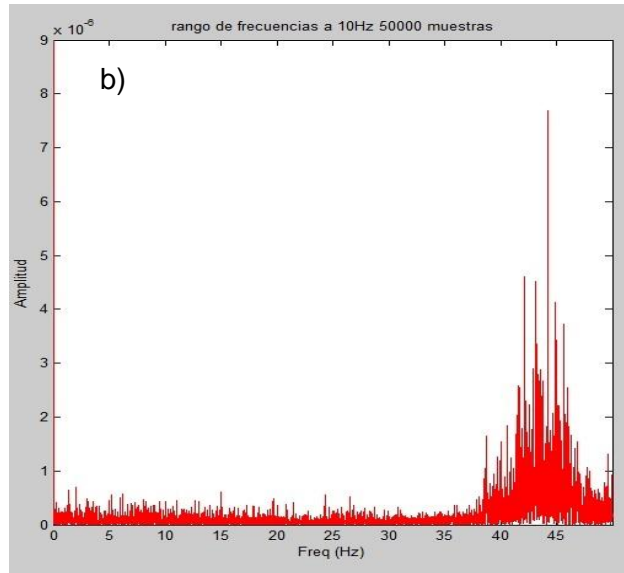 rango de frecuencias a 10Hz 50000 muestras
x 10⁻⁶
b)
9
8
7
6
5
4
3
2
1
0
Amplitud
0 5 10 15 20 25 30 35 40 45
Freq (Hz)